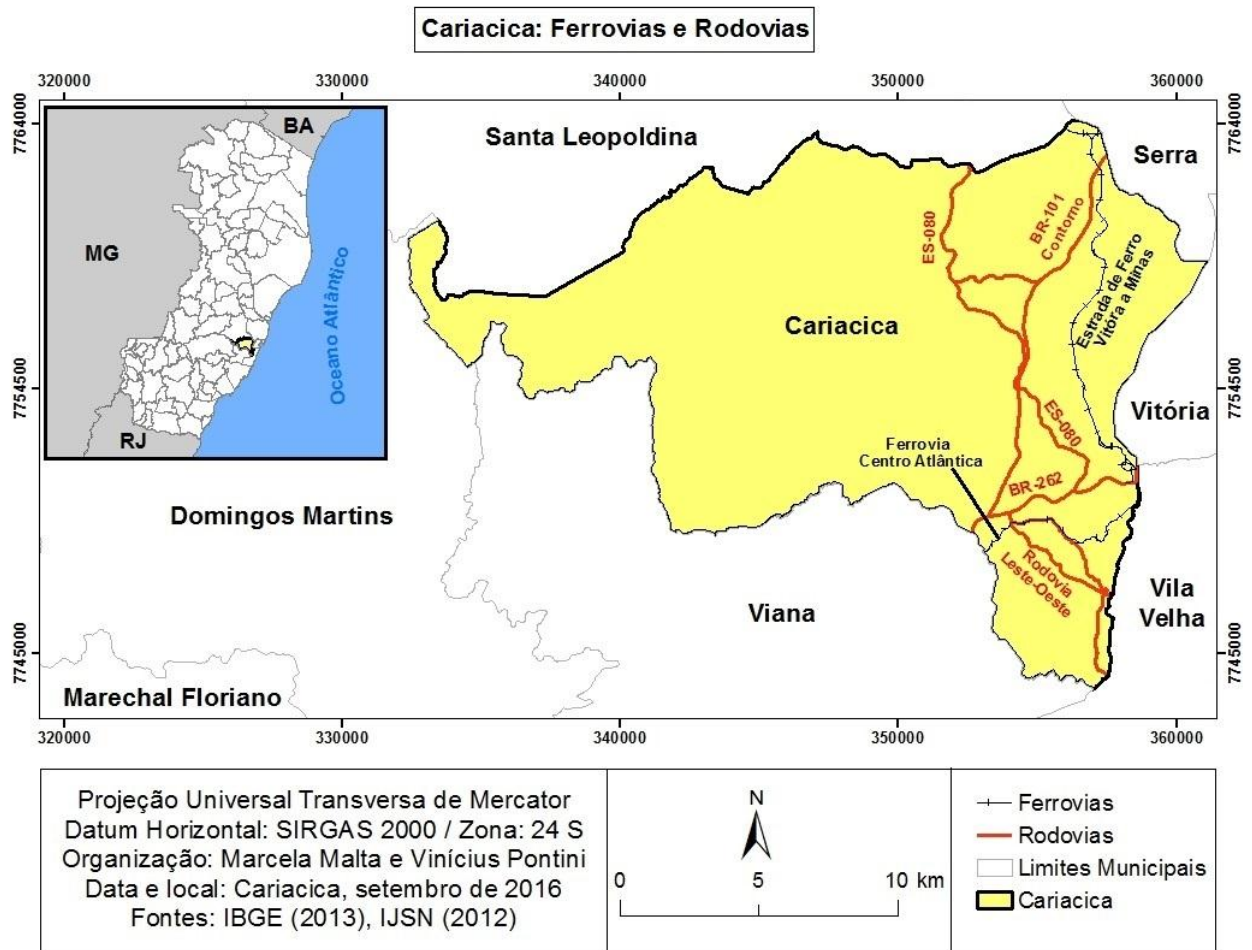 Cariacica: Ferrovias e Rodovias
320000
330000
340000
350000
360000
7764000
7764000
7754500
7754500
7745000
7745000
BA
MG
RJ
Oceano Atlântico
Santa Leopoldina
Serra
ES-080
BR-101
Contorno
Estrada de Ferro
Vitóra a Minas
Cariacica
Vitória
ES-080
Ferrovia
Centro Atlântica
BR-262
Domingos Martins
Rodovia
Leste-Oeste
Vila
Velha
Viana
Marechal Floriano
320000
330000
340000
350000
360000
Projeção Universal Transversa de Mercator
Datum Horizontal: SIRGAS 2000 / Zona: 24 S
Organização: Marcela Malta e Vinícius Pontini
Data e local: Cariacica, setembro de 2016
Fontes: IBGE (2013), IJSN (2012)
N
0 5 10 km
Ferrovias
Rodovias
Limites Municipais
Cariacica